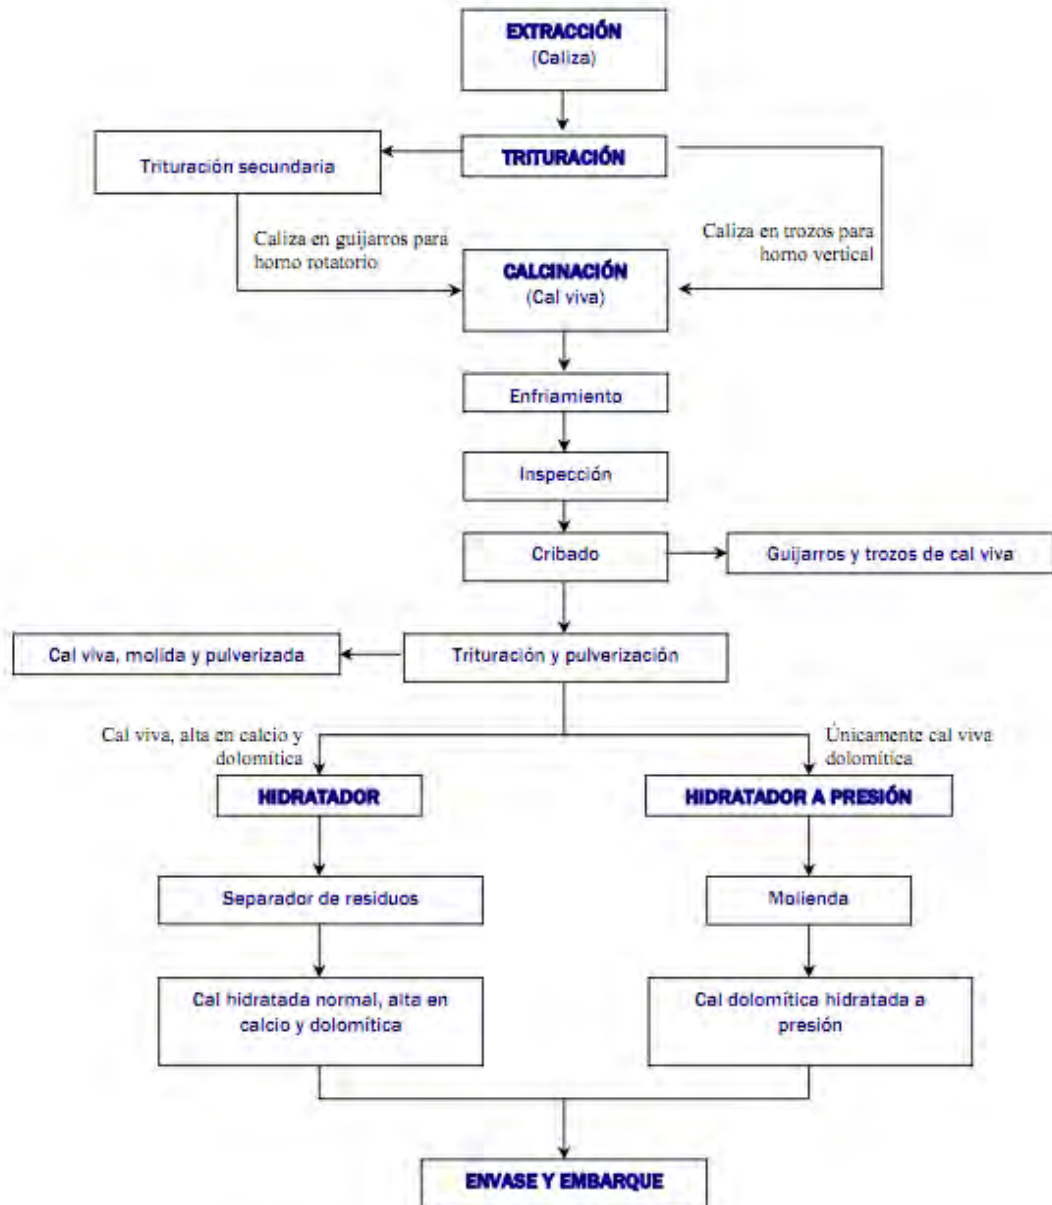 EXTRACCIÓN
(Caliza)
TRITURACIÓN
Trituración secundaria
Caliza en guijarros para
horno rotatorio
Caliza en trozos para
horno vertical
CALCINACIÓN
(Cal viva)
Enfriamiento
Inspección
Cribado
Guijarros y trozos de cal viva
Cal viva, molida y pulverizada
Trituración y pulverización
Cal viva, alta en calcio y
dolomítica
Únicamente cal viva
dolomítica
HIDRATADOR
HIDRATADOR A PRESIÓN
Separador de residuos
Molienda
Cal hidratada normal, alta en
calcio y dolomítica
Cal dolomítica hidratada a
presión
ENVASE Y EMBARQUE